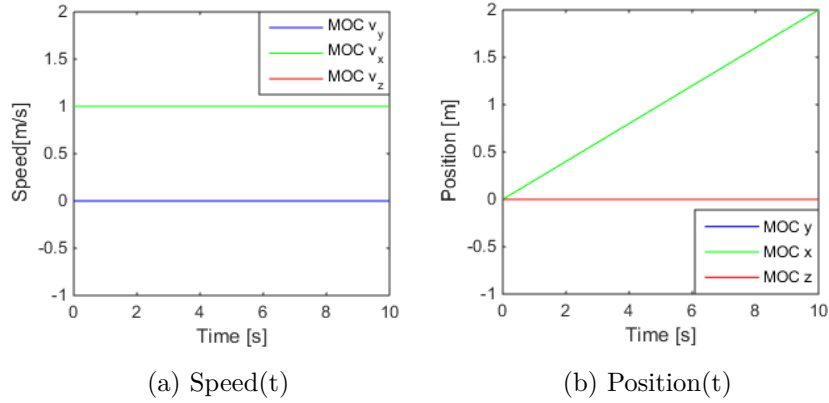 2
1.5
1
0.5
0
-0.5
-1
0 2 4 6 8 10
Speed[m/s]
Time [s]
MOC v_y
MOC v_x
MOC v_z
2
1.5
1
0.5
0
-0.5
-1
0 2 4 6 8 10
Position [m]
Time [s]
MOC y
MOC x
MOC z
(a) Speed(t)
(b) Position(t)